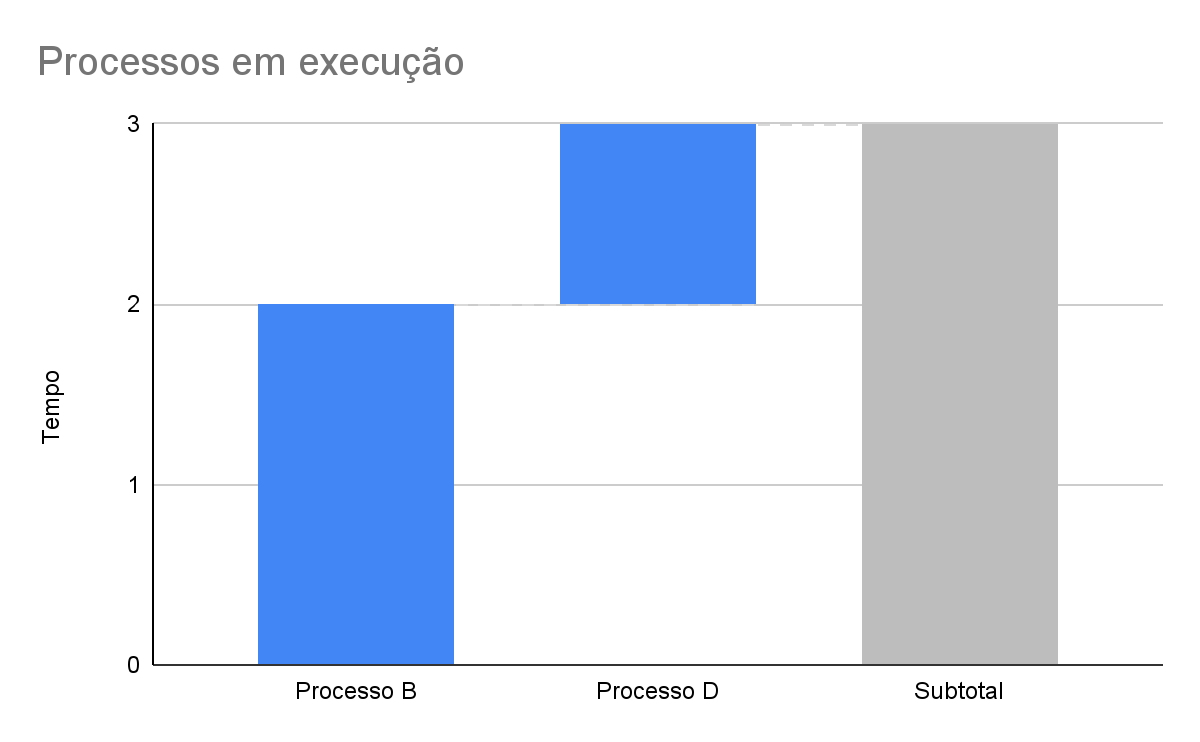 Processos em execução
3
2
1
0
Tempo
Processo B
Processo D
Subtotal